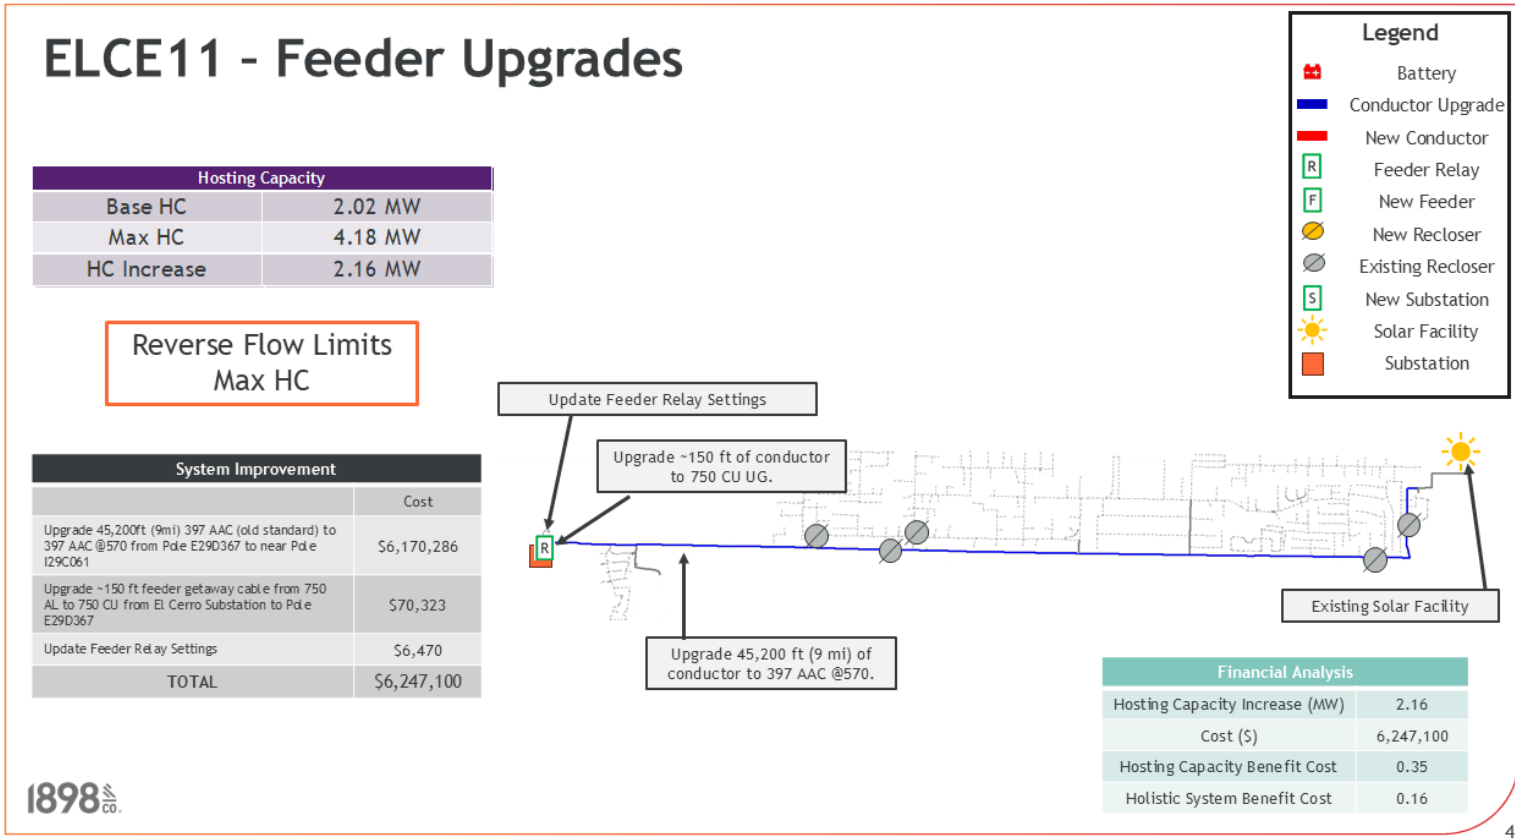 ELCE11 – Feeder Upgrades
Legend
Battery
Conductor Upgrade
New Conductor
R Feeder Relay
F New Feeder
New Recloser
Existing Recloser
S New Substation
Solar Facility
Substation
Hosting Capacity
Base HC 2.02 MW
Max HC 4.18 MW
HC Increase 2.16 MW
Reverse Flow Limits
Max HC
Update Feeder Relay Settings
Upgrade ~150 ft of conductor
to 750 CU UG.
R
Upgrade 45,200 ft (9 mi) of
conductor to 397 AAC @570.
Existing Solar Facility
System Improvement
Cost
Upgrade 45,200ft (9mi) 397 AAC (old standard) to
397 AAC @570 from Pole E29D367 to near Pole
I29C061
$6,170,286
Upgrade ~150 ft feeder getaway cable from 750
AL to 750 CU from El Cerro Substation to Pole
E29D367
$70,323
Update Feeder Relay Settings $6,470
TOTAL $6,247,100
Financial Analysis
Hosting Capacity Increase (MW) 2.16
Cost ($) 6,247,100
Hosting Capacity Benefit Cost 0.35
Holistic System Benefit Cost 0.16
1898 & CO.
4